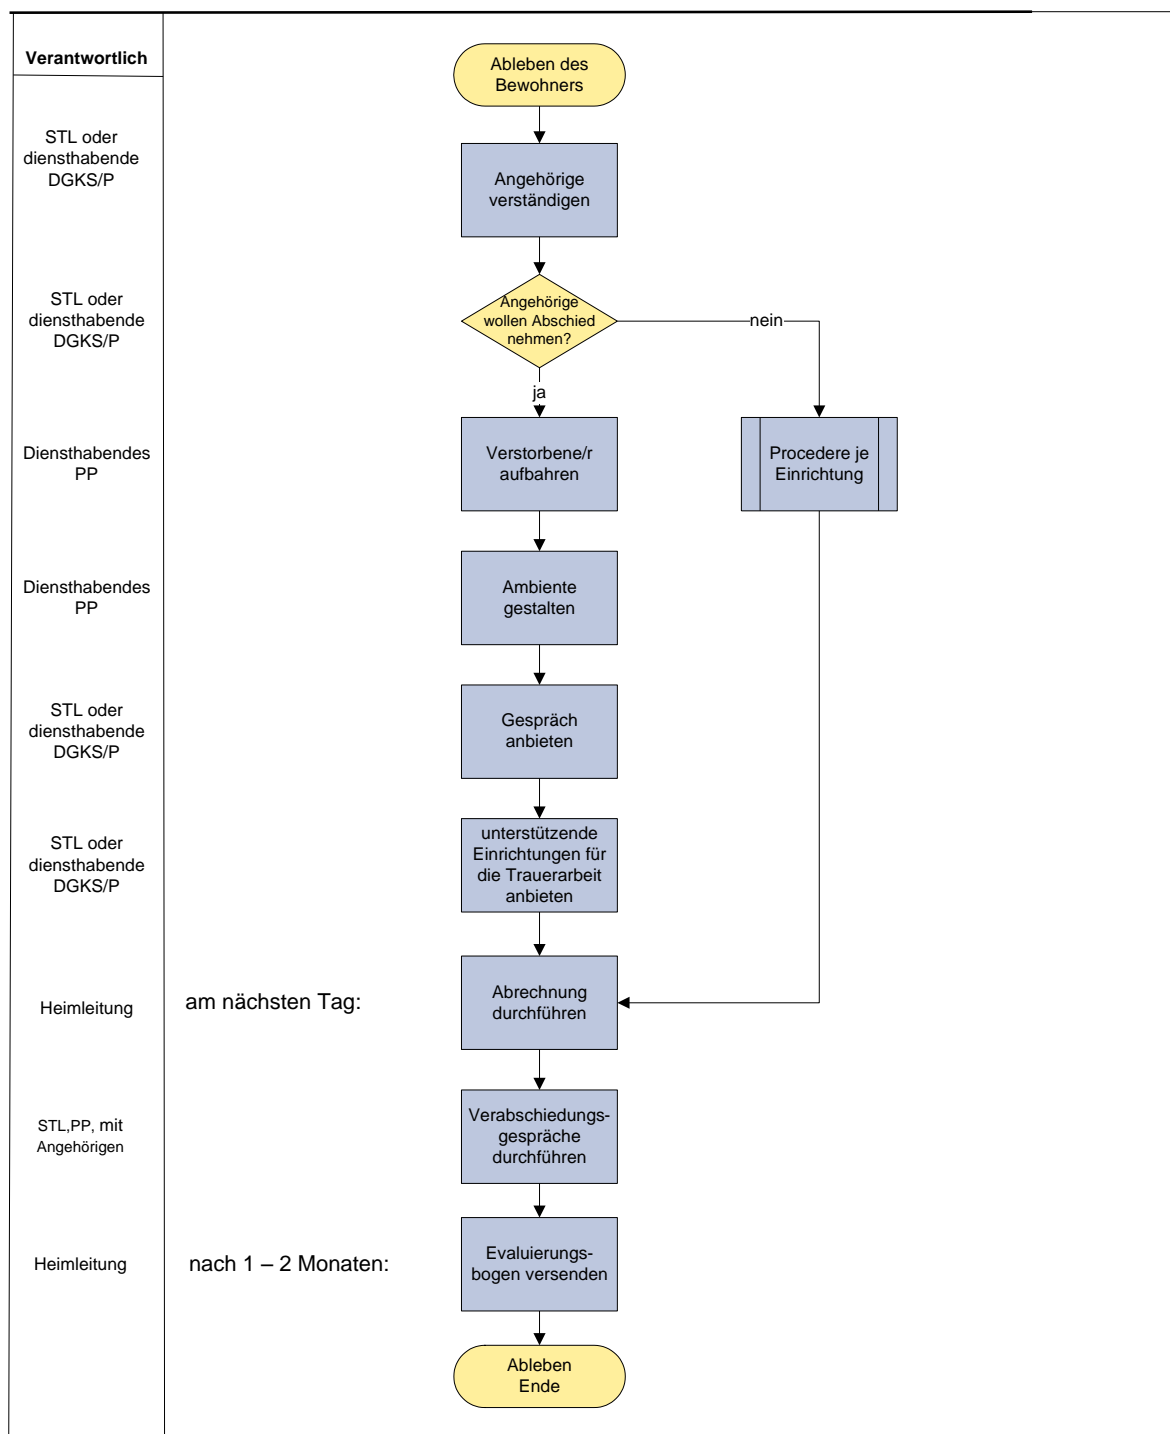 Verantwortlich
Ableben des
Bewohners
STL oder
diensthabende
DGKS/P
Angehörige
verständigen
STL oder
diensthabende
DGKS/P
Angehörige
wollen Abschied
nehmen?
nein
ja
Diensthabendes
PP
Verstorbene/r
aufbahren
Procedere je
Einrichtung
Diensthabendes
PP
Ambiente
gestalten
STL oder
diensthabende
DGKS/P
Gespräch
anbieten
STL oder
diensthabende
DGKS/P
unterstützende
Einrichtungen für
die Trauerarbeit
anbieten
Heimleitung
am nächsten Tag:
Abrechnung
durchführen
STL,PP, mit
Angehörigen
Verabschiedungs-
gespräche
durchführen
Heimleitung
nach 1 – 2 Monaten:
Evaluierungs-
bogen versenden
Ableben
Ende